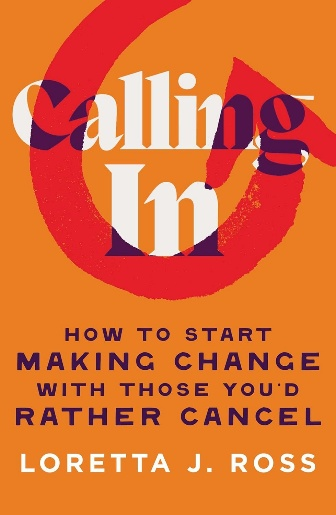 Calling
In
HOW TO START
MAKING CHANGE
WITH THOSE YOU'D
RATHER CANCEL
LORETTA J. ROSS